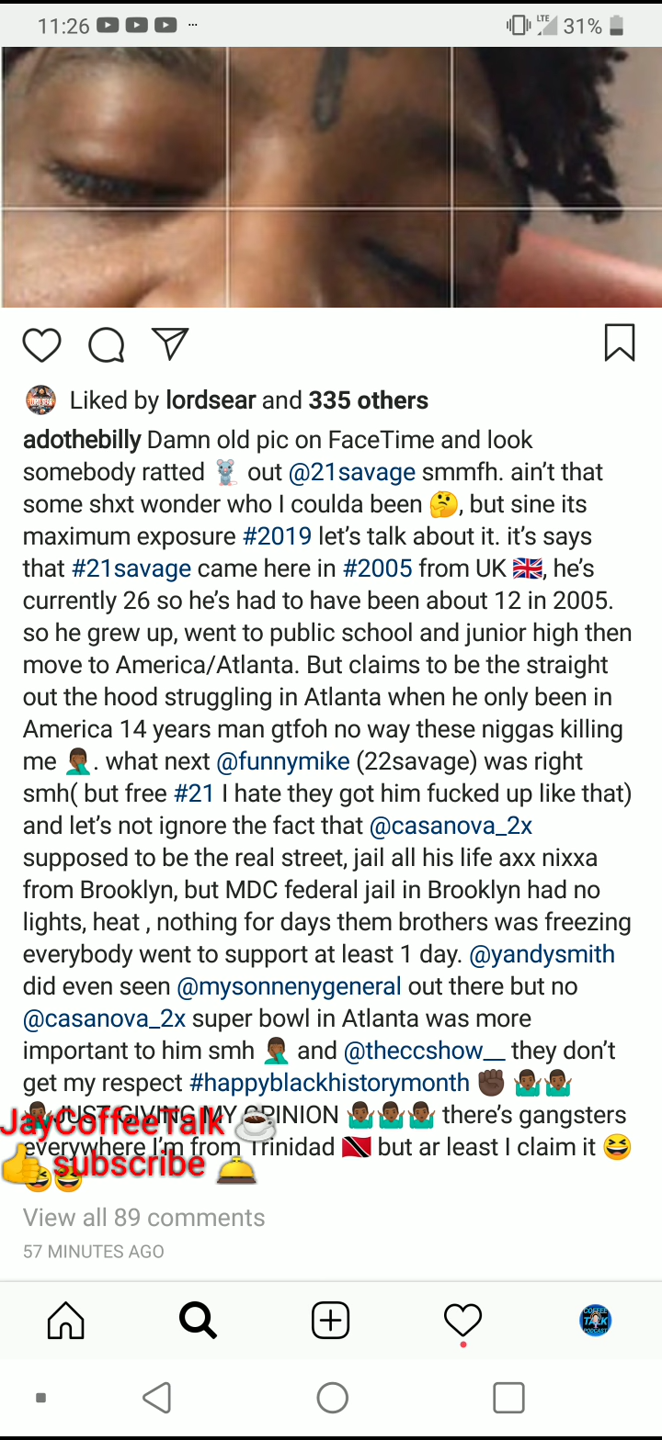 11:26
LTE 31%
Liked by lordsear and 335 others
adothebilly Damn old pic on FaceTime and look
somebody ratted 🐀 out @21savage smmfh. ain't that
some shxt wonder who I coulda been 🤔, but sine its
maximum exposure #2019 let's talk about it. it's says
that #21savage came here in #2005 from UK 🇬🇧, he's
currently 26 so he's had to have been about 12 in 2005.
so he grew up, went to public school and junior high then
move to America/Atlanta. But claims to be the straight
out the hood struggling in Atlanta when he only been in
America 14 years man gtfoh no way these niggas killing
me 🤦🏾‍♂️. what next @funnymike (22savage) was right
smh( but free #21 I hate they got him fucked up like that)
and let's not ignore the fact that @casanova_2x
supposed to be the real street, jail all his life axx nixxa
from Brooklyn, but MDC federal jail in Brooklyn had no
lights, heat , nothing for days them brothers was freezing
everybody went to support at least 1 day. @yandysmith
did even seen @mysonnenygeneral out there but no
@casanova_2x super bowl in Atlanta was more
important to him smh 🤦🏾‍♂️ and @theccshow__ they don't
get my respect #happyblackhistorymonth ✊🏿 🤷🏾‍♂️🤷🏾‍♂️
🤷🏾‍♂️JUST GIVING MY OPINION 🤷🏾‍♂️🤷🏾‍♂️🤷🏾‍♂️ there's gangsters
JayCoffeeTalk ☕
everywhere I'm from Trinidad 🇹🇹 but ar least I claim it 😆
👍subscribe 🛎️
😆😆
View all 89 comments
57 MINUTES AGO
COFFEE
TALK
PODCAST